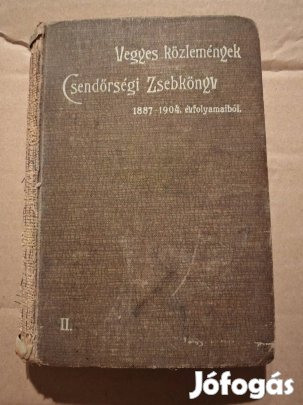 Vegyes közlemények
Csendőrségi Zsebkönyv
1887-1904. évfolyamaiból.
II.
Jófogás